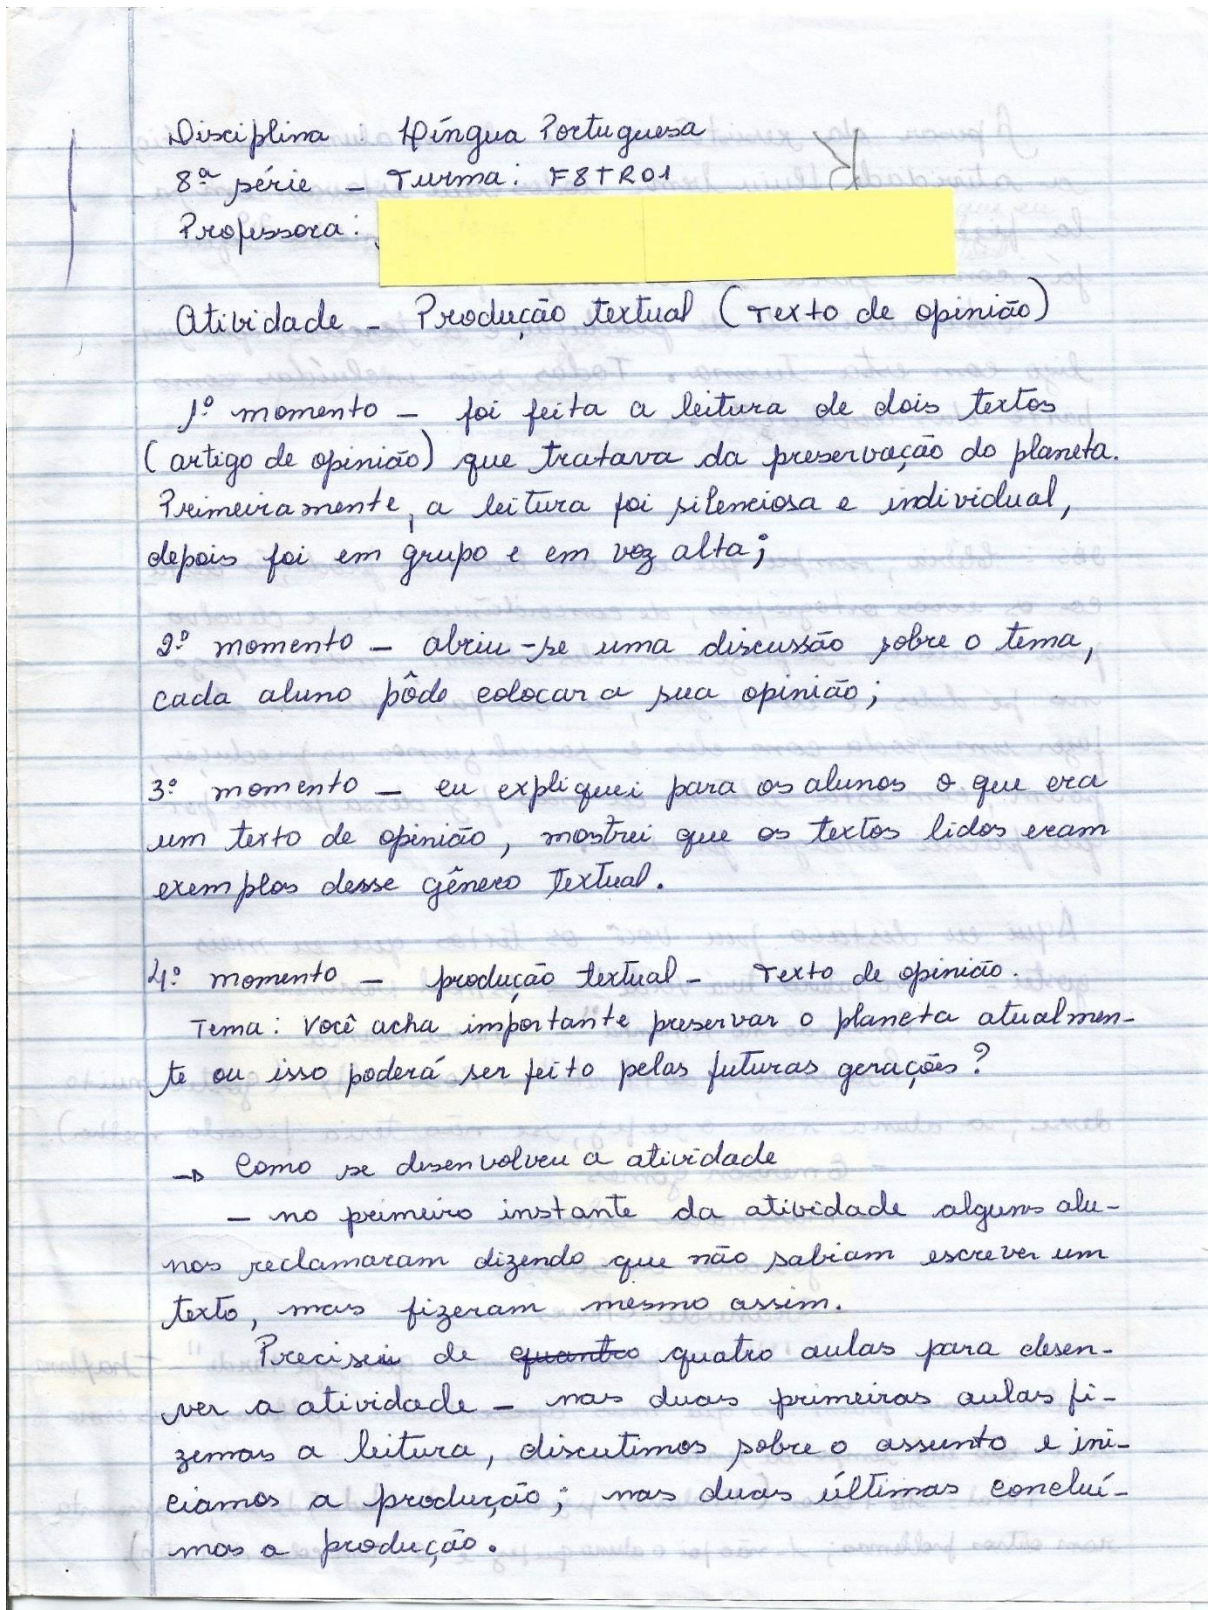 Disciplina : Língua Portuguesa
8ª série - Turma: F8TR01
Professora:
Atividade - Produção textual (Texto de opinião)
1º momento - foi feita a leitura de dois textos
(artigo de opinião) que tratava da preservação do planeta.
Primeiramente, a leitura foi silenciosa e individual,
depois foi em grupo e em voz alta;
2º momento - abriu-se uma discussão sobre o tema,
cada aluno pôde colocar a sua opinião;
3º momento - eu expliquei para os alunos o que era
um texto de opinião, mostrei que os textos lidos eram
exemplos desse gênero textual.
4º momento - produção textual - Texto de opinião.
Tema: Você acha importante preservar o planeta atualmen-
te ou isso poderá ser feito pelas futuras gerações?
→ Como se desenvolveu a atividade
- no primeiro instante da atividade alguns alu-
nos reclamaram dizendo que não sabiam escrever um
texto, mas fizeram mesmo assim.
Precisei de quantro quatro aulas para desen-
ver a atividade - nas duas primeiras aulas fi-
zemos a leitura, discutimos sobre o assunto e ini-
ciamos a produção; nas duas últimas concluí-
mos a produção.